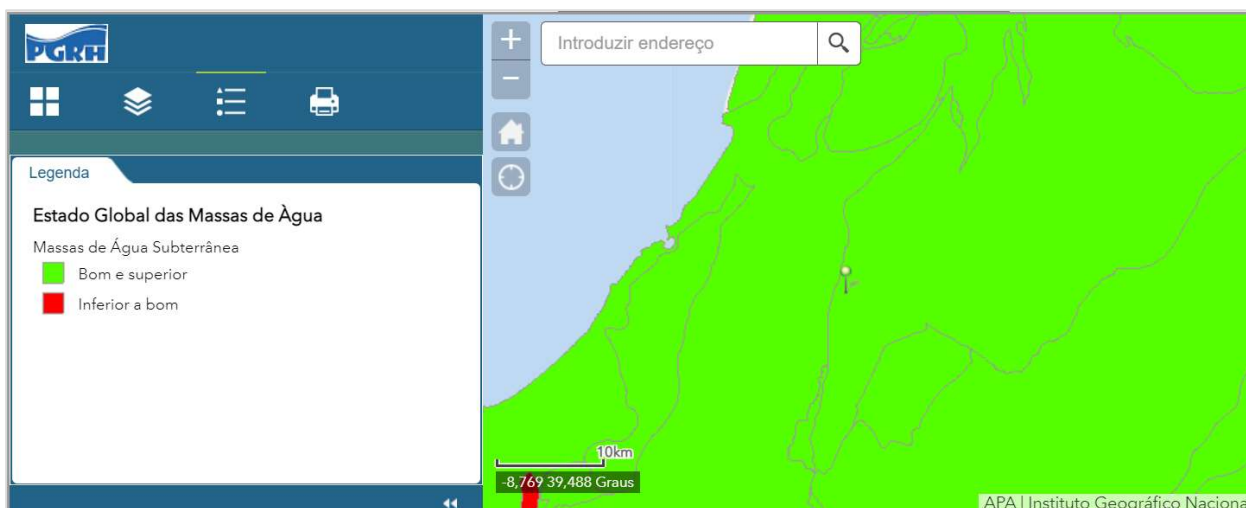 PGRH
Introduzir endereço
Legenda
Estado Global das Massas de Àgua
Massas de Água Subterrânea
Bom e superior
Inferior a bom
10km
-8,769 39,488 Graus
APA | Instituto Geográfico Naciona